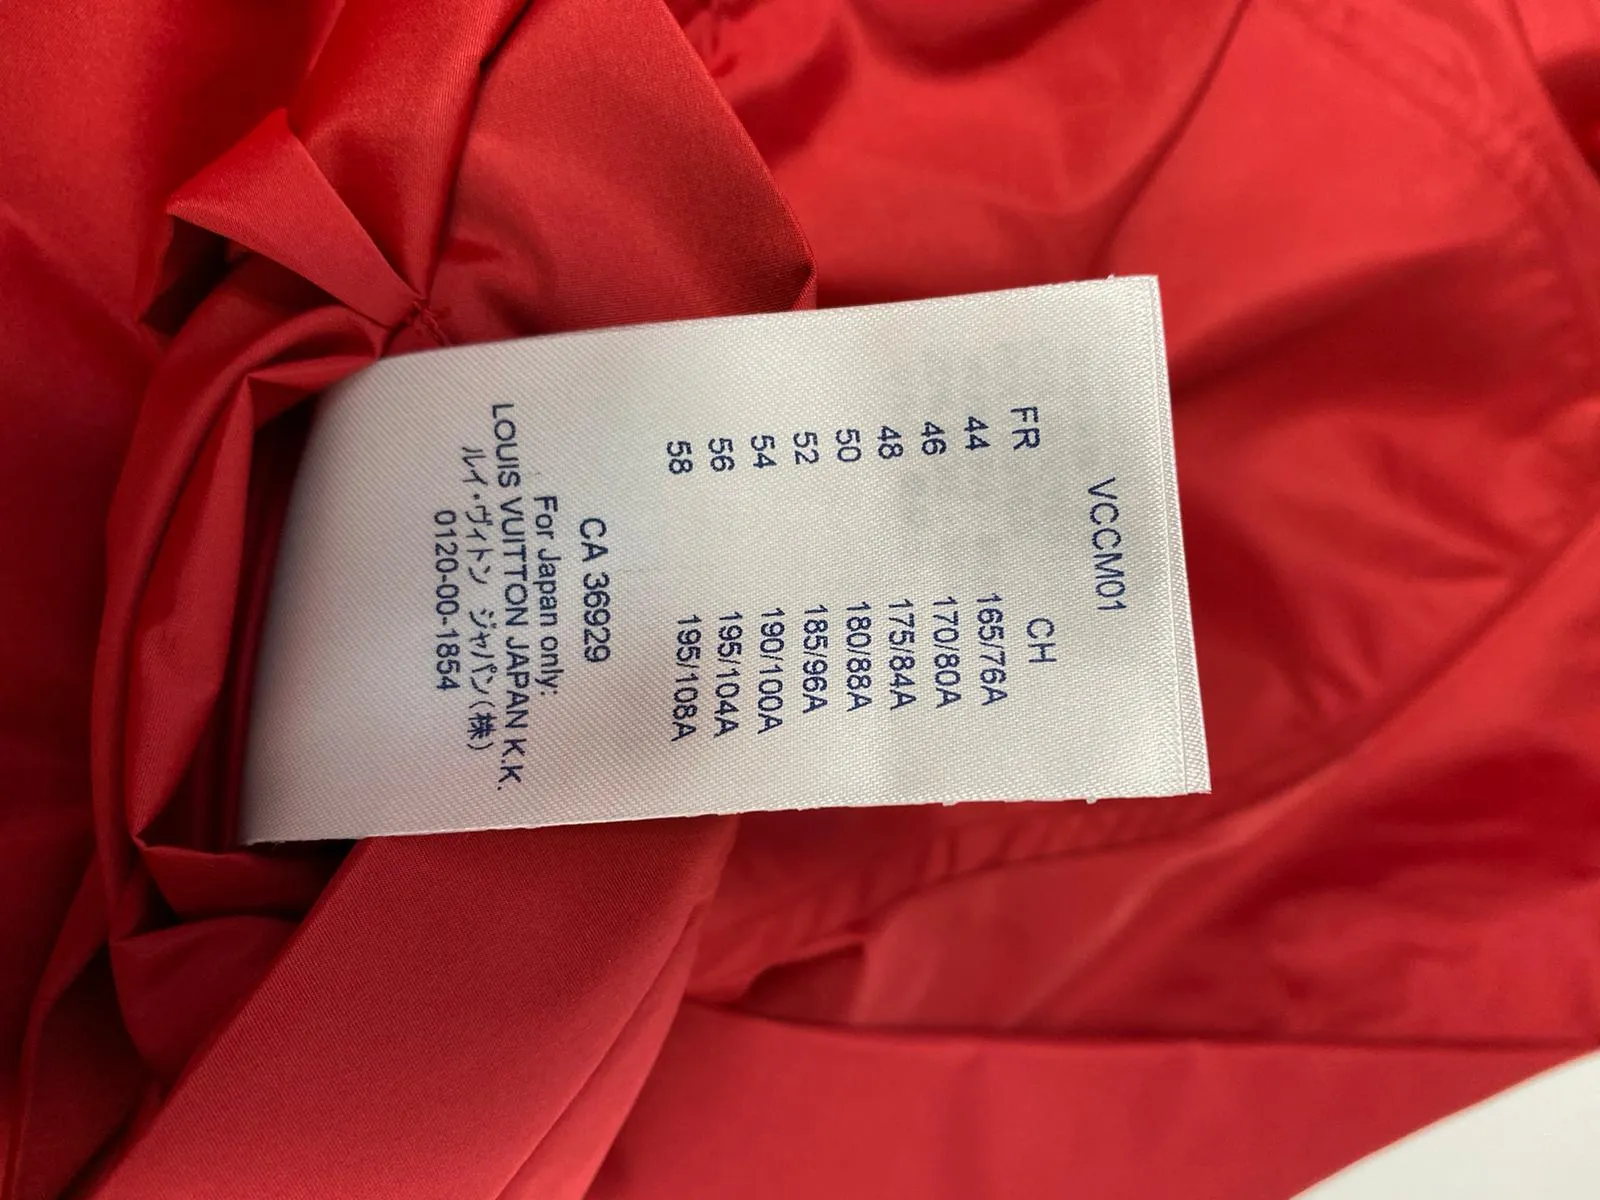 VCCM01
FR CH
44 165/76A
46 170/80A
48 175/84A
50 180/88A
52 185/96A
54 190/100A
56 195/104A
58 195/108A
CA 36929
For Japan only:
LOUIS VUITTON JAPAN K.K.
ルイ・ヴィトン ジャパン(株)
0120-00-1854